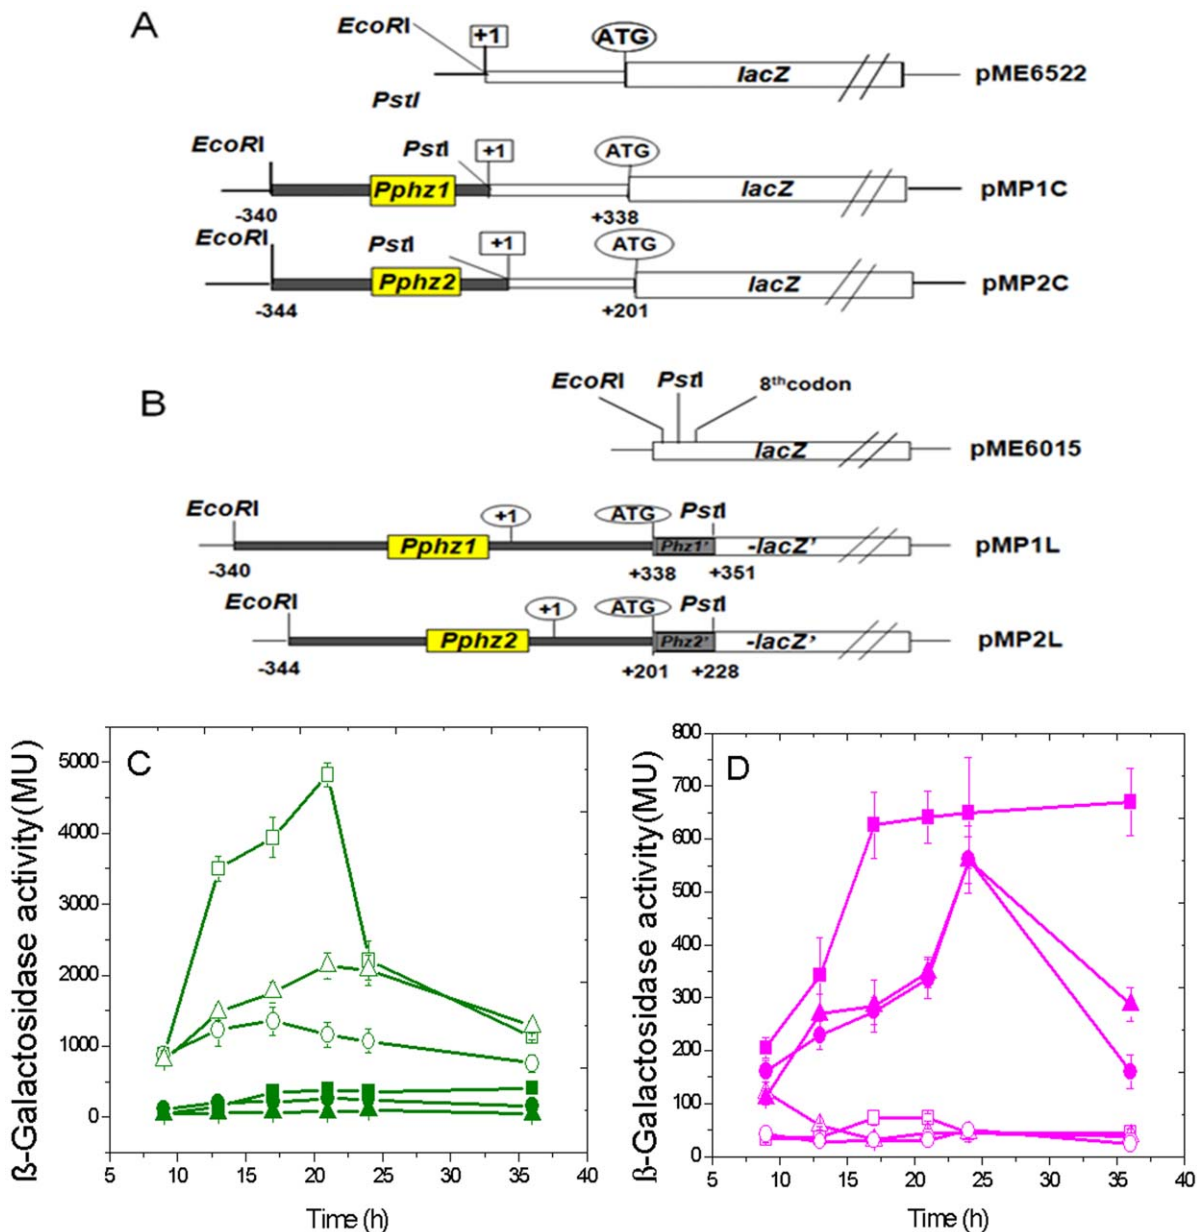 A
EcoRI +1 ATG
lacZ pME6522
PstI
EcoRI PstI +1 ATG
Pphz1 lacZ pMP1C
-340 +338
EcoRI PstI +1 ATG
Pphz2 lacZ pMP2C
-344 +201
B
EcoRI PstI 8thcodon
lacZ pME6015
EcoRI +1 ATG PstI
Pphz1 Phz1' -lacZ' pMP1L
-340 +338 +351
EcoRI +1 ATG PstI
Pphz2 Phz2' -lacZ' pMP2L
-344 +201 +228
C
ß-Galactosidase activity(MU)
5000
4000
3000
2000
1000
0
5 10 15 20 25 30 35 40
Time (h)
D
ß-Galactosidase activity(MU)
800
700
600
500
400
300
200
100
0
5 10 15 20 25 30 35 40
Time (h)